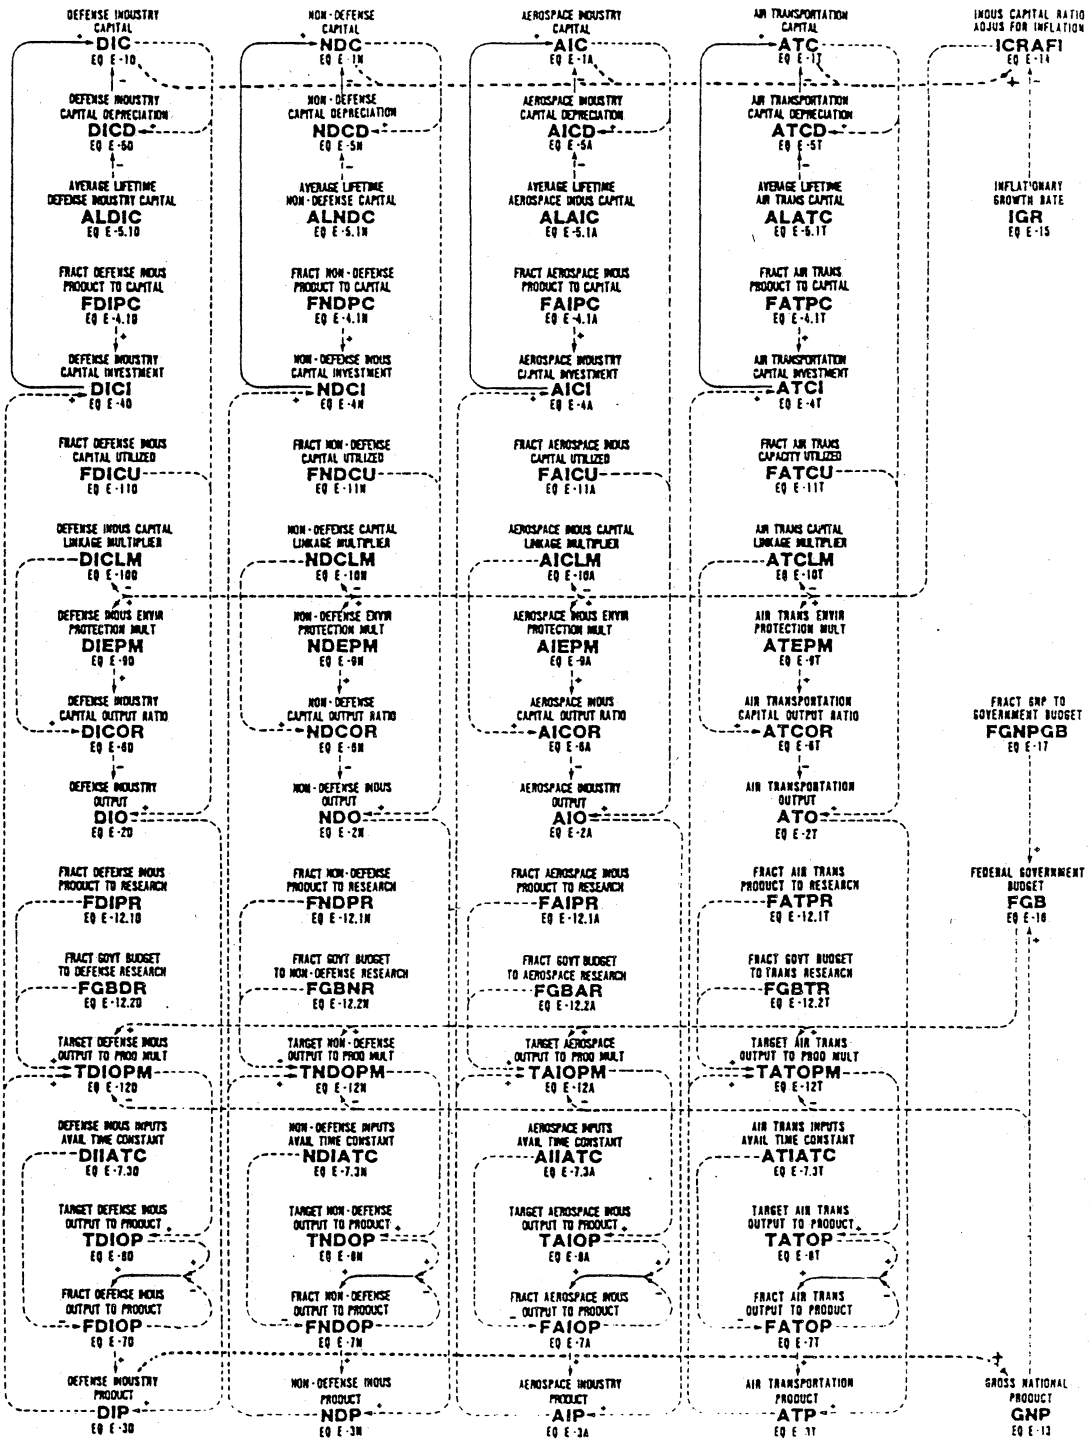 DEFENSE INDUSTRY
CAPITAL
DIC
EQ E-1D
DEFENSE INDUSTRY
CAPITAL DEPRECIATION
DICD
EQ E-5D
AVERAGE LIFETIME
DEFENSE INDUSTRY CAPITAL
ALDIC
EQ E-5.1D
FRACT DEFENSE INDUS
PRODUCT TO CAPITAL
FDIPC
EQ E-4.1D
DEFENSE INDUSTRY
CAPITAL INVESTMENT
DICI
EQ E-4D
FRACT DEFENSE INDUS
CAPITAL UTILIZED
FDICU
EQ E-11D
DEFENSE INDUS CAPITAL
LINKAGE MULTIPLIER
DICLM
EQ E-10D
DEFENSE INDUS ENVIR
PROTECTION MULT
DIEPM
EQ E-9D
DEFENSE INDUSTRY
CAPITAL OUTPUT RATIO
DICOR
EQ E-6D
DEFENSE INDUSTRY
OUTPUT
DIO
EQ E-2D
FRACT DEFENSE INDUS
PRODUCT TO RESEARCH
FDIPR
EQ E-12.1D
FRACT GOVT BUDGET
TO DEFENSE RESEARCH
FGBDR
EQ E-12.2D
TARGET DEFENSE INDUS
OUTPUT TO PROD MULT
TDIOPM
EQ E-12D
DEFENSE INDUS INPUTS
AVAIL TIME CONSTANT
DIIATC
EQ E-7.3D
TARGET DEFENSE INDUS
OUTPUT TO PRODUCT
TDIOP
EQ E-8D
FRACT DEFENSE INDUS
OUTPUT TO PRODUCT
FDIOP
EQ E-7D
DEFENSE INDUSTRY
PRODUCT
DIP
EQ E-3D
NON-DEFENSE
CAPITAL
NDC
EQ E-1N
NON-DEFENSE
CAPITAL DEPRECIATION
NDCD
EQ E-5N
AVERAGE LIFETIME
NON-DEFENSE CAPITAL
ALNDC
EQ E-5.1N
FRACT NON-DEFENSE
PRODUCT TO CAPITAL
FNDPC
EQ E-4.1N
NON-DEFENSE INDUS
CAPITAL INVESTMENT
NDCI
EQ E-4N
FRACT NON-DEFENSE
CAPITAL UTILIZED
FNDCU
EQ E-11N
NON-DEFENSE CAPITAL
LINKAGE MULTIPLIER
NDCLM
EQ E-10N
NON-DEFENSE ENVIR
PROTECTION MULT
NDEPM
EQ E-9N
NON-DEFENSE
CAPITAL OUTPUT RATIO
NDCOR
EQ E-6N
NON-DEFENSE INDUS
OUTPUT
NDO
EQ E-2N
FRACT NON-DEFENSE
PRODUCT TO RESEARCH
FNDPR
EQ E-12.1N
FRACT GOVT BUDGET
TO NON-DEFENSE RESEARCH
FGBNR
EQ E-12.2N
TARGET NON-DEFENSE
OUTPUT TO PROD MULT
TNDOPM
EQ E-12N
NON-DEFENSE INPUTS
AVAIL TIME CONSTANT
NDIATC
EQ E-7.3N
TARGET NON-DEFENSE
OUTPUT TO PRODUCT
TNDOP
EQ E-8N
FRACT NON-DEFENSE
OUTPUT TO PRODUCT
FNDOP
EQ E-7N
NON-DEFENSE INDUS
PRODUCT
NDP
EQ E-3N
AEROSPACE INDUSTRY
CAPITAL
AIC
EQ E-1A
AEROSPACE INDUSTRY
CAPITAL DEPRECIATION
AICD
EQ E-5A
AVERAGE LIFETIME
AEROSPACE INDUS CAPITAL
ALAIC
EQ E-5.1A
FRACT AEROSPACE INDUS
PRODUCT TO CAPITAL
FAIPC
EQ E-4.1A
AEROSPACE INDUSTRY
CAPITAL INVESTMENT
AICI
EQ E-4A
FRACT AEROSPACE INDUS
CAPITAL UTILIZED
FAICU
EQ E-11A
AEROSPACE INDUS CAPITAL
LINKAGE MULTIPLIER
AICLM
EQ E-10A
AEROSPACE INDUS ENVIR
PROTECTION MULT
AIEPM
EQ E-9A
AEROSPACE INDUS
CAPITAL OUTPUT RATIO
AICOR
EQ E-6A
AEROSPACE INDUSTRY
OUTPUT
AIO
EQ E-2A
FRACT AEROSPACE INDUS
PRODUCT TO RESEARCH
FAIPR
EQ E-12.1A
FRACT GOVT BUDGET
TO AEROSPACE RESEARCH
FGBAR
EQ E-12.2A
TARGET AEROSPACE
OUTPUT TO PROD MULT
TAIOPM
EQ E-12A
AEROSPACE INPUTS
AVAIL TIME CONSTANT
AIIATC
EQ E-7.3A
TARGET AEROSPACE INDUS
OUTPUT TO PRODUCT
TAIOP
EQ E-8A
FRACT AEROSPACE INDUS
OUTPUT TO PRODUCT
FAIOP
EQ E-7A
AEROSPACE INDUSTRY
PRODUCT
AIP
EQ E-3A
AIR TRANSPORTATION
CAPITAL
ATC
EQ E-1T
AIR TRANSPORTATION
CAPITAL DEPRECIATION
ATCD
EQ E-5T
AVERAGE LIFETIME
AIR TRANS CAPITAL
ALATC
EQ E-5.1T
FRACT AIR TRANS
PRODUCT TO CAPITAL
FATPC
EQ E-4.1T
AIR TRANSPORTATION
CAPITAL INVESTMENT
ATCI
EQ E-4T
FRACT AIR TRANS
CAPACITY UTILIZED
FATCU
EQ E-11T
AIR TRANS CAPITAL
LINKAGE MULTIPLIER
ATCLM
EQ E-10T
AIR TRANS ENVIR
PROTECTION MULT
ATEPM
EQ E-9T
AIR TRANSPORTATION
CAPITAL OUTPUT RATIO
ATCOR
EQ E-6T
AIR TRANSPORTATION
OUTPUT
ATO
EQ E-2T
FRACT AIR TRANS
PRODUCT TO RESEARCH
FATPR
EQ E-12.1T
FRACT GOVT BUDGET
TO TRANS RESEARCH
FGBTR
EQ E-12.2T
TARGET AIR TRANS
OUTPUT TO PROD MULT
TATOPM
EQ E-12T
AIR TRANS INPUTS
AVAIL TIME CONSTANT
ATIATC
EQ E-7.3T
TARGET AIR TRANS
OUTPUT TO PRODUCT
TATOP
EQ E-8T
FRACT AIR TRANS
OUTPUT TO PRODUCT
FATOP
EQ E-7T
AIR TRANSPORTATION
PRODUCT
ATP
EQ E-3T
INDUS CAPITAL RATIO
ADJUS FOR INFLATION
ICRAFI
EQ E-14
INFLATIONARY
GROWTH RATE
IGR
EQ E-15
FRACT GNP TO
GOVERNMENT BUDGET
FGNPGB
EQ E-17
FEDERAL GOVERNMENT
BUDGET
FGB
EQ E-16
GROSS NATIONAL
PRODUCT
GNP
EQ E-13